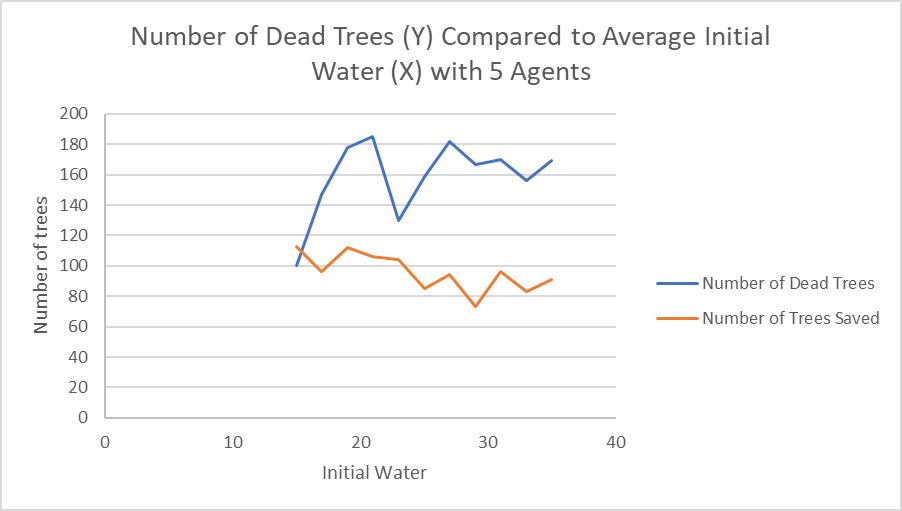 Number of Dead Trees (Y) Compared to Average Initial
Water (X) with 5 Agents
200
180
160
140
120
100
80
60
40
20
0
Number of trees
0 10 20 30 40
Initial Water
Number of Dead Trees
Number of Trees Saved